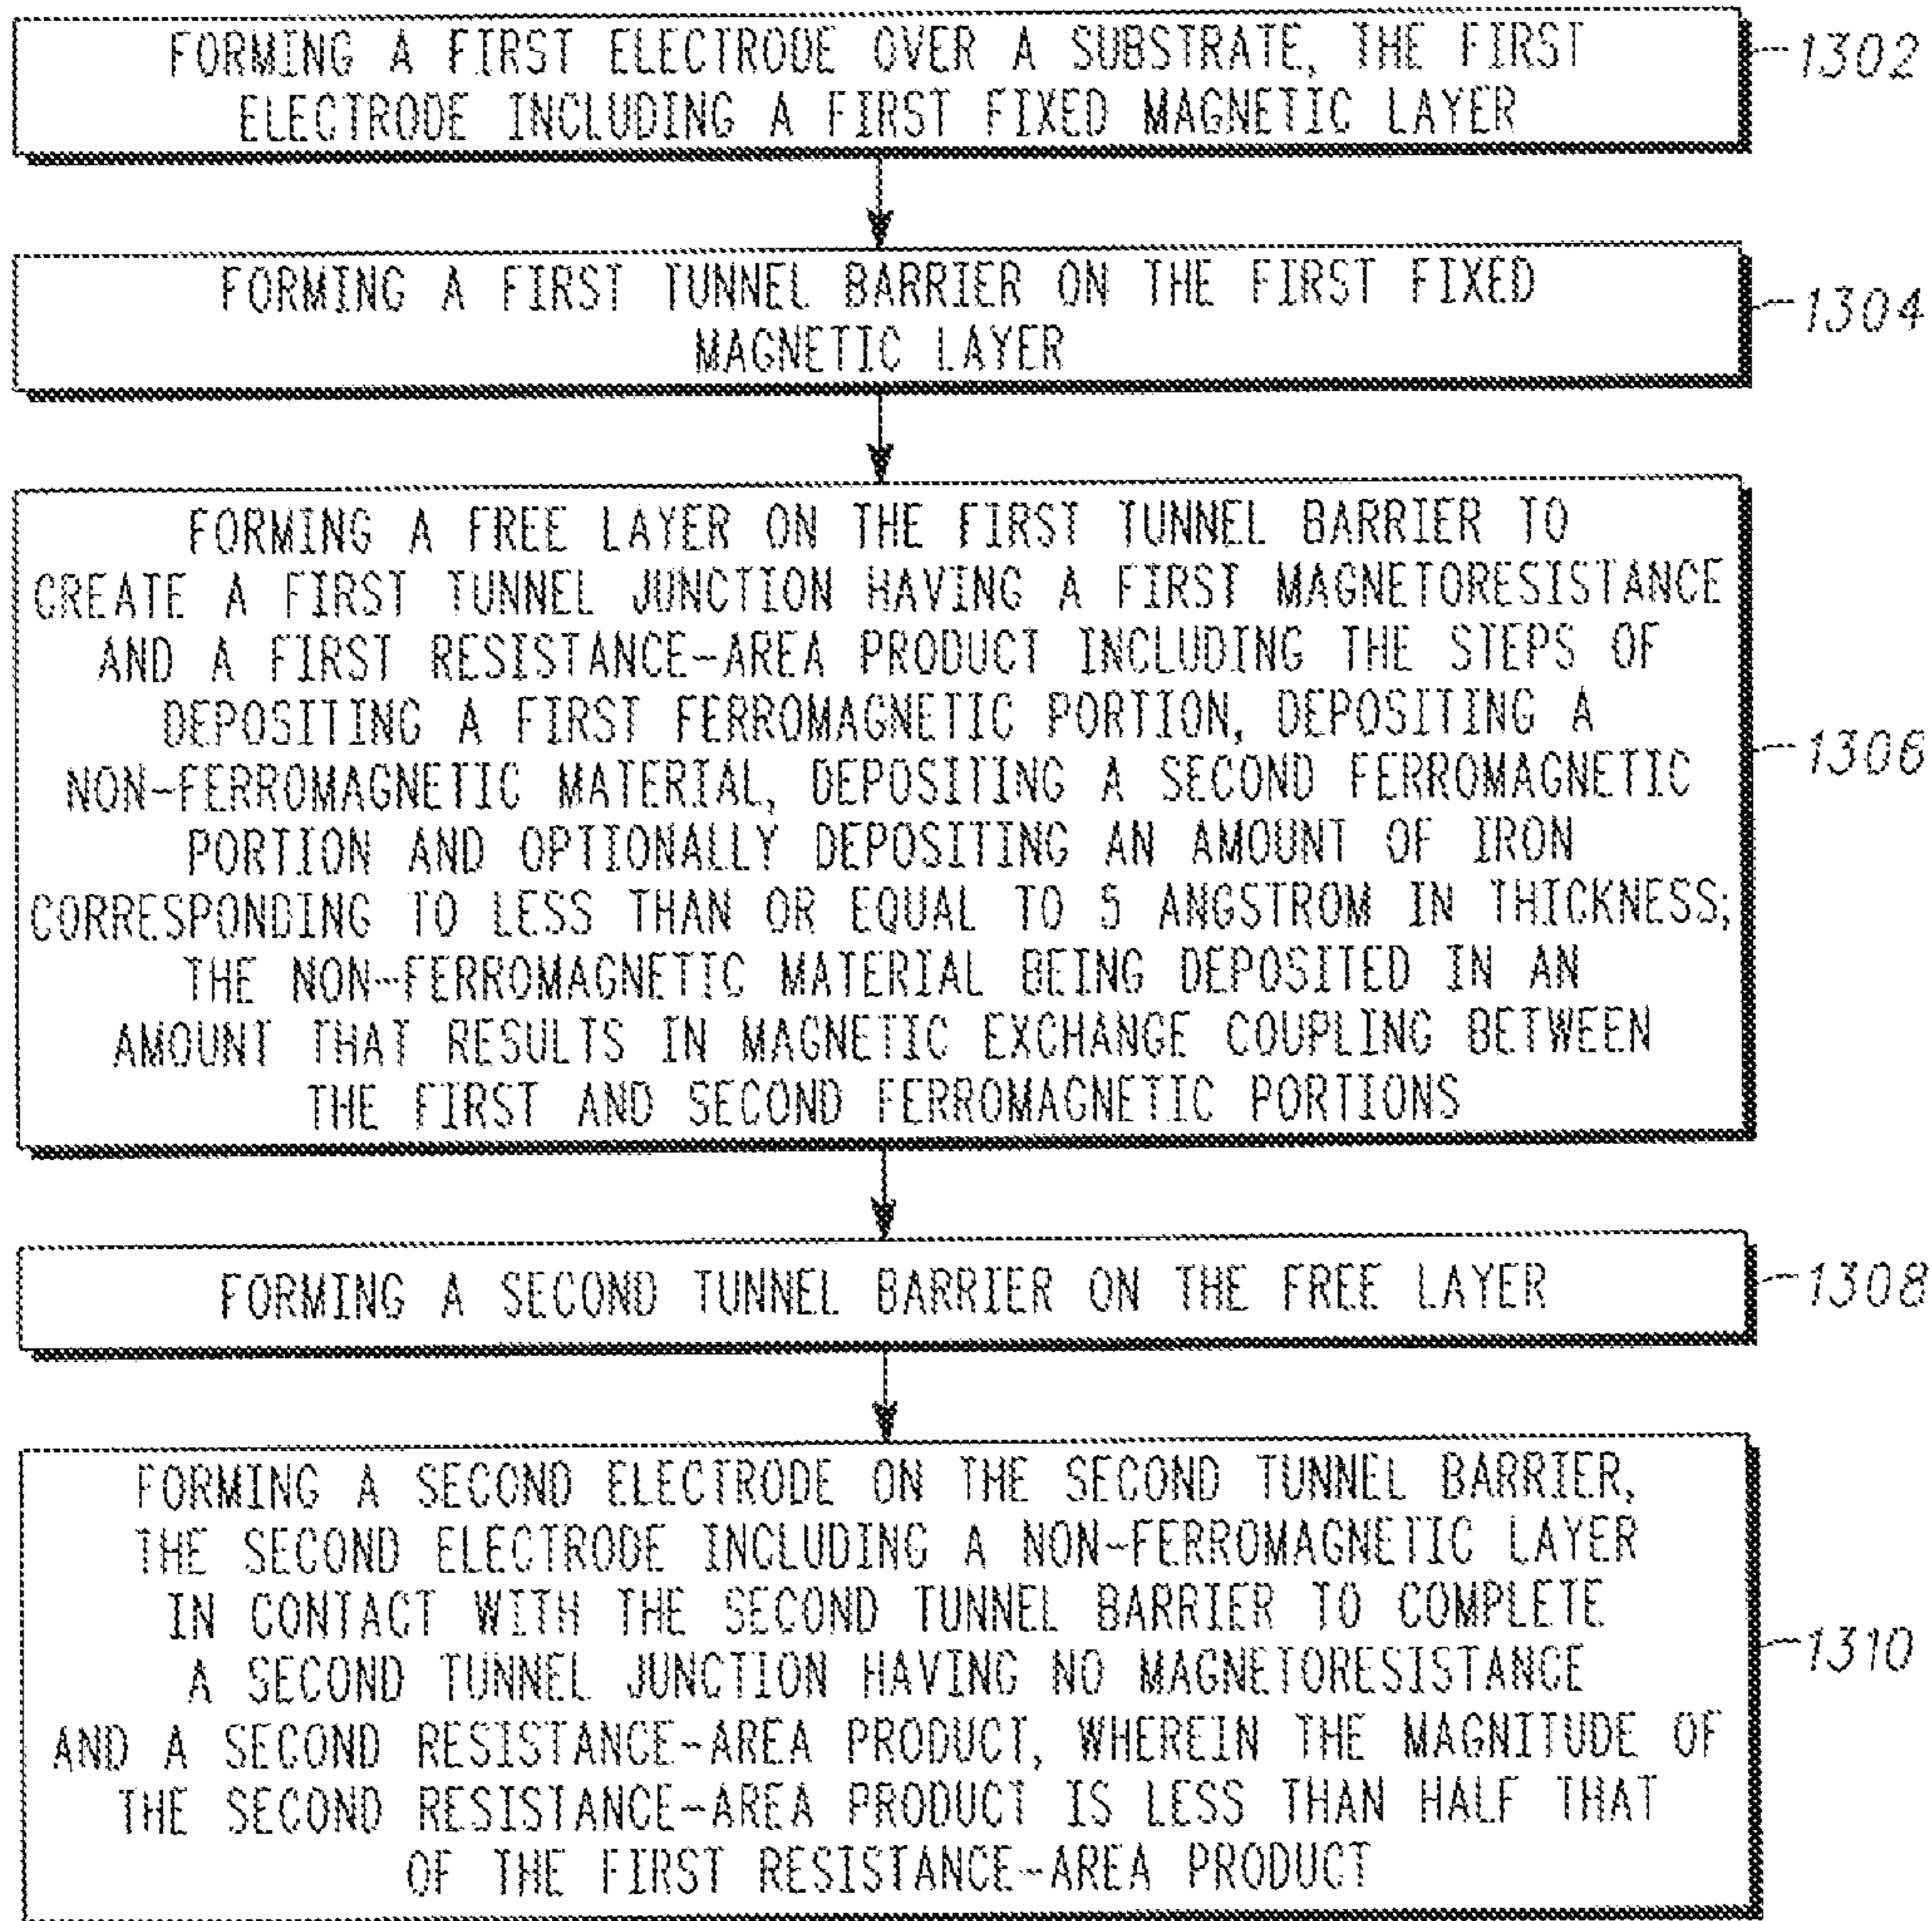 FORMING A FIRST ELECTRODE OVER A SUBSTRATE, THE FIRST
ELECTRODE INCLUDING A FIRST FIXED MAGNETIC LAYER
1302
FORMING A FIRST TUNNEL BARRIER ON THE FIRST FIXED
MAGNETIC LAYER
1304
FORMING A FREE LAYER ON THE FIRST TUNNEL BARRIER TO
CREATE A FIRST TUNNEL JUNCTION HAVING A FIRST MAGNETORESISTANCE
AND A FIRST RESISTANCE-AREA PRODUCT INCLUDING THE STEPS OF
DEPOSITING A FIRST FERROMAGNETIC PORTION, DEPOSITING A
NON-FERROMAGNETIC MATERIAL, DEPOSITING A SECOND FERROMAGNETIC
PORTION AND OPTIONALLY DEPOSITING AN AMOUNT OF IRON
CORRESPONDING TO LESS THAN OR EQUAL TO 5 ANGSTROM IN THICKNESS;
THE NON-FERROMAGNETIC MATERIAL BEING DEPOSITED IN AN
AMOUNT THAT RESULTS IN MAGNETIC EXCHANGE COUPLING BETWEEN
THE FIRST AND SECOND FERROMAGNETIC PORTIONS
1306
FORMING A SECOND TUNNEL BARRIER ON THE FREE LAYER
1308
FORMING A SECOND ELECTRODE ON THE SECOND TUNNEL BARRIER,
THE SECOND ELECTRODE INCLUDING A NON-FERROMAGNETIC LAYER
IN CONTACT WITH THE SECOND TUNNEL BARRIER TO COMPLETE
A SECOND TUNNEL JUNCTION HAVING NO MAGNETORESISTANCE
AND A SECOND RESISTANCE-AREA PRODUCT, WHEREIN THE MAGNITUDE OF
THE SECOND RESISTANCE-AREA PRODUCT IS LESS THAN HALF THAT
OF THE FIRST RESISTANCE-AREA PRODUCT
1310